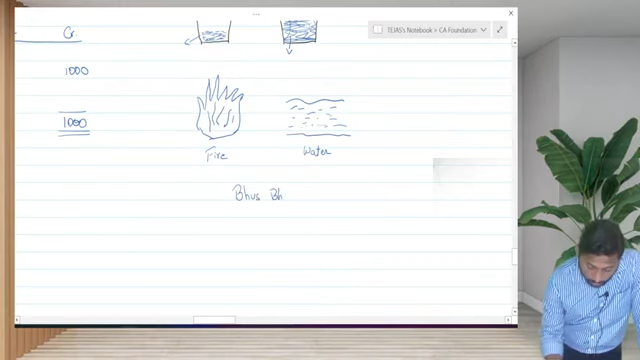 TEJAS's Notebook > CA Foundation
Cr.
1000
1000
Fire
Water
Bhus Bh